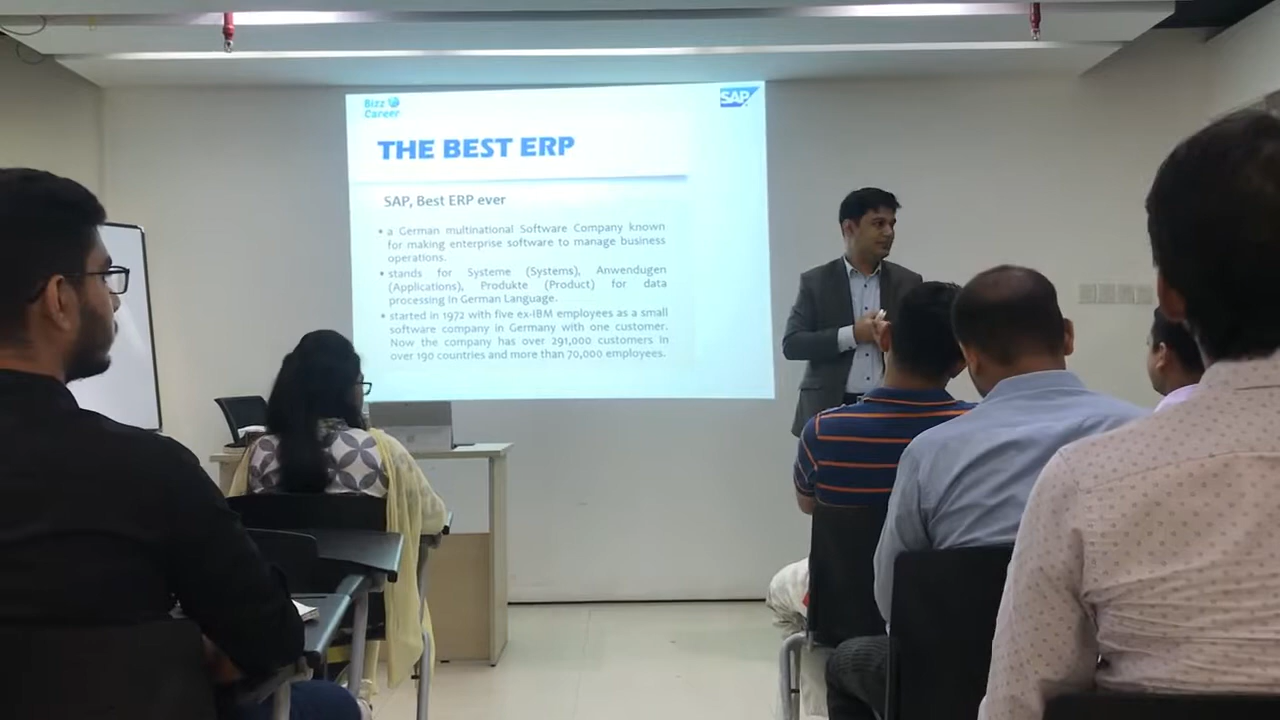 Bizz
Career
SAP
THE BEST ERP
SAP, Best ERP ever
• a German multinational Software Company known
for making enterprise software to manage business
operations.
• stands for Systeme (Systems), Anwendugen
(Applications), Produkte (Product) for data
processing in German Language.
• started in 1972 with five ex-IBM employees as a small
software company in Germany with one customer.
Now the company has over 291,000 customers in
over 190 countries and more than 70,000 employees.